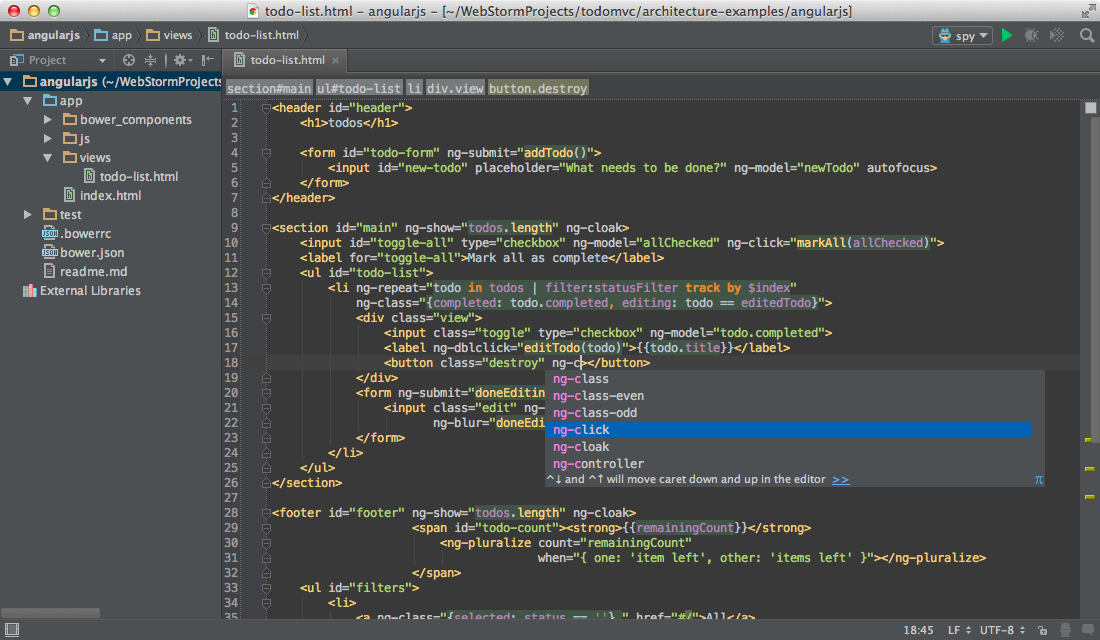 todo-list.html - angularjs - [~/WebStormProjects/todomvc/architecture-examples/angularjs]
angularjs app views todo-list.html spy
Project todo-list.html
section#main ul#todo-list li div.view button.destroy
angularjs (~/WebStormProjects
app
bower_components
js
views
todo-list.html
index.html
test
.bowerrc
bower.json
readme.md
External Libraries
1 <header id="header">
2 <h1>todos</h1>
3
4 <form id="todo-form" ng-submit="addTodo()">
5 <input id="new-todo" placeholder="What needs to be done?" ng-model="newTodo" autofocus>
6 </form>
7 </header>
8
9 <section id="main" ng-show="todos.length" ng-cloak>
10 <input id="toggle-all" type="checkbox" ng-model="allChecked" ng-click="markAll(allChecked)">
11 <label for="toggle-all">Mark all as complete</label>
12 <ul id="todo-list">
13 <li ng-repeat="todo in todos | filter:statusFilter track by $index"
14 ng-class="{completed: todo.completed, editing: todo == editedTodo}">
15 <div class="view">
16 <input class="toggle" type="checkbox" ng-model="todo.completed">
17 <label ng-dblclick="editTodo(todo)">{{todo.title}}</label>
18 <button class="destroy" ng-c></button>
19 </div>
20 <form ng-submit="doneEditin
21 <input class="edit" ng-
22 ng-blur="doneEdi
23 </form>
24 </li>
25 </ul>
26 </section>
27
28 <footer id="footer" ng-show="todos.length" ng-cloak>
29 <span id="todo-count"><strong>{{remainingCount}}</strong>
30 <ng-pluralize count="remainingCount"
31 when="{ one: 'item left', other: 'items left' }"></ng-pluralize>
32 </span>
33 <ul id="filters">
34 <li>
35 <a ng-class="{selected: status == ''} " href="#/">All</a>
ng-class
ng-class-even
ng-class-odd
ng-click
ng-cloak
ng-controller
^↓ and ^↑ will move caret down and up in the editor >> π
18:45 LF UTF-8